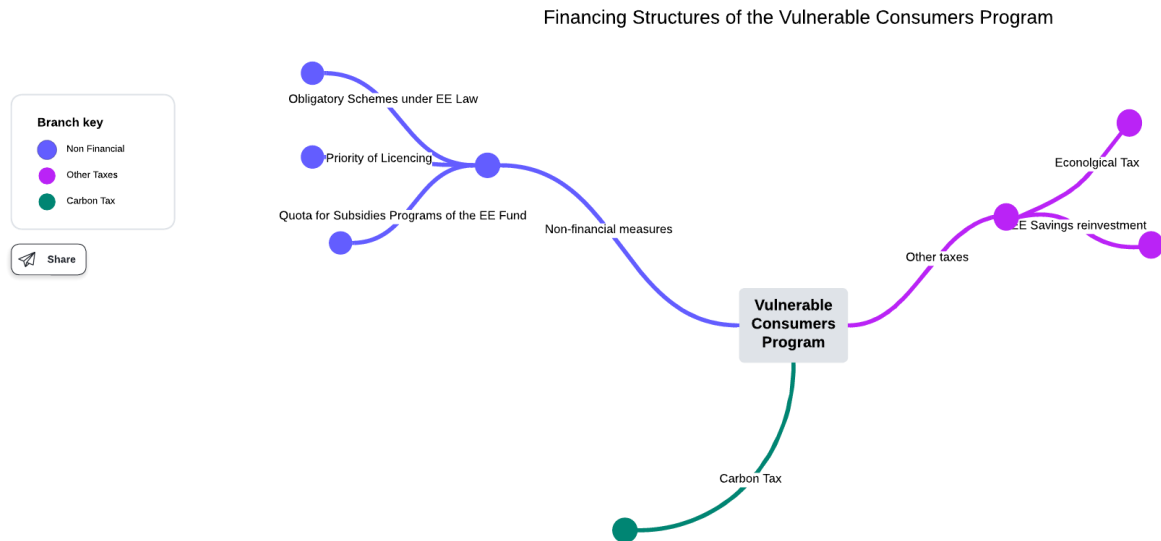 Financing Structures of the Vulnerable Consumers Program
Branch key
Non Financial
Other Taxes
Carbon Tax
Share
Obligatory Schemes under EE Law
Priority of Licencing
Quota for Subsidies Programs of the EE Fund
Non-financial measures
Econolgical Tax
EE Savings reinvestment
Other taxes
Vulnerable
Consumers
Program
Carbon Tax